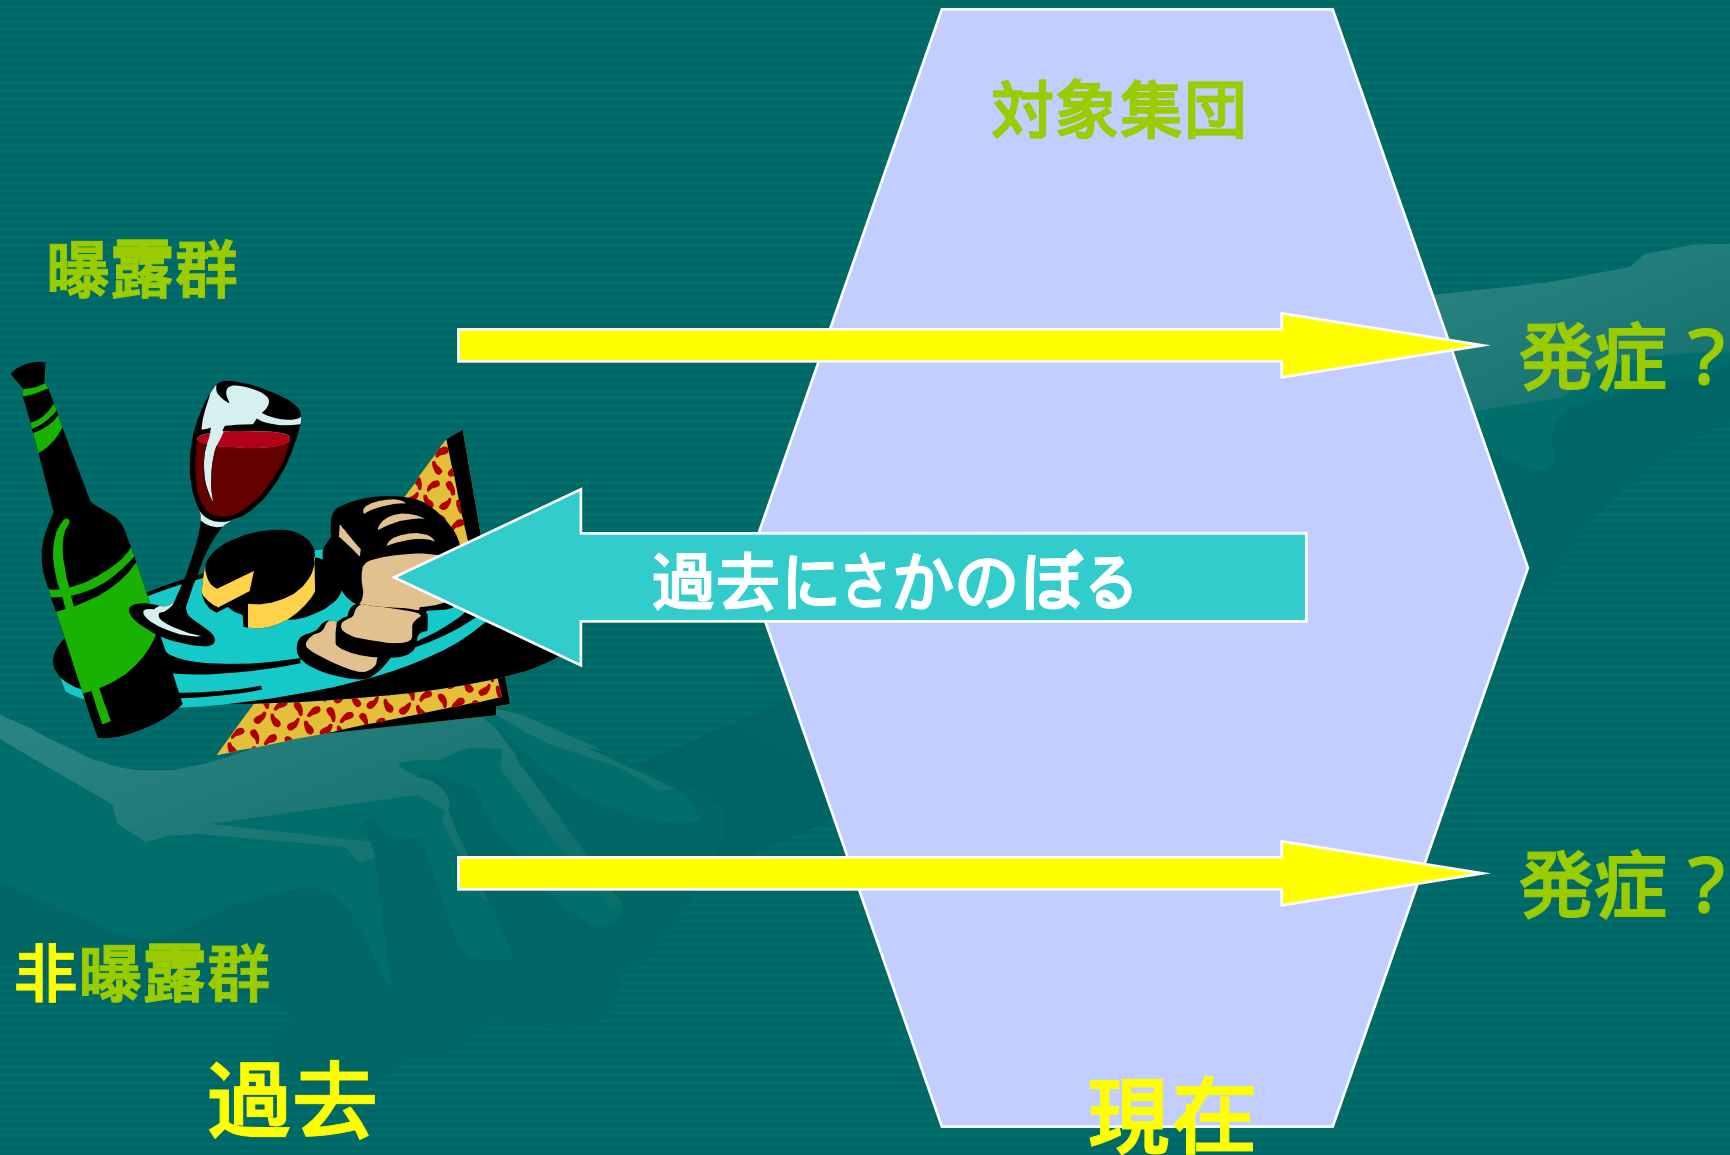 対象集団
曝露群
発症？
過去にさかのぼる
発症？
非曝露群
過去
現在